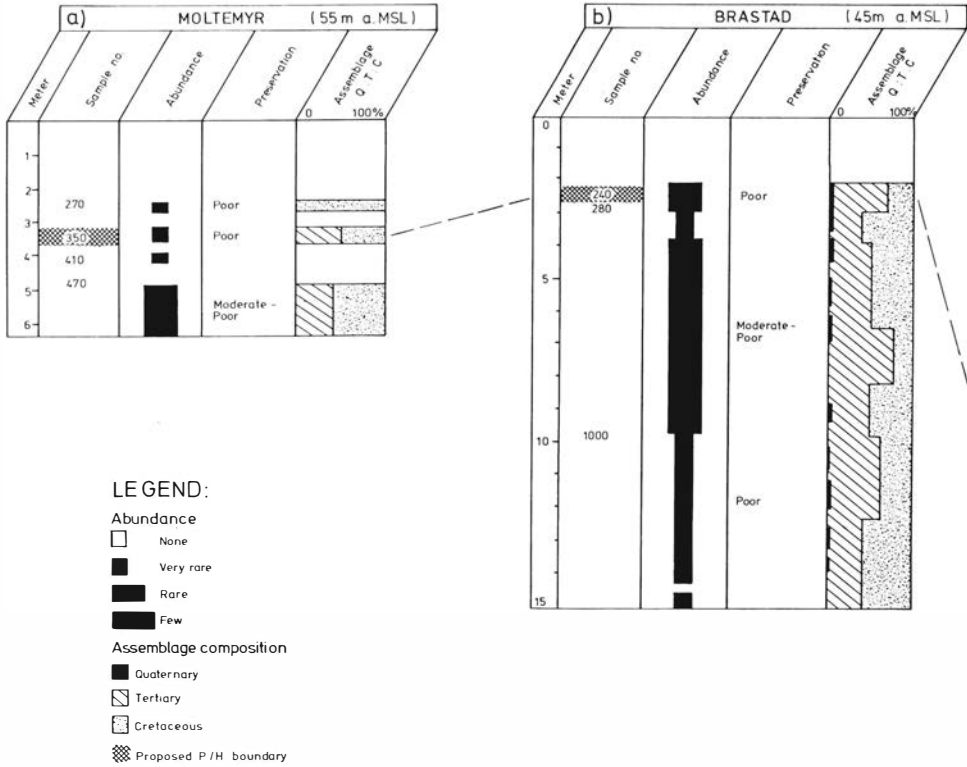 a) MOLTEMYR (55m a.MSL)
Meter
Sample no.
Abundance
Preservation
Assemblage
Q : T C
0 100%
1
2
3
4
5
6
270
350
410
470
Poor
Poor
Moderate -
Poor
b) BRASTAD (45m a.MSL)
Meter
Sample no.
Abundance
Preservation
Assemblage
Q : T C
0 100%
0
5
10
15
240
280
1000
Poor
Moderate -
Poor
Poor
LEGEND:
Abundance
None
Very rare
Rare
Few
Assemblage composition
Quaternary
Tertiary
Cretaceous
Proposed P/H boundary